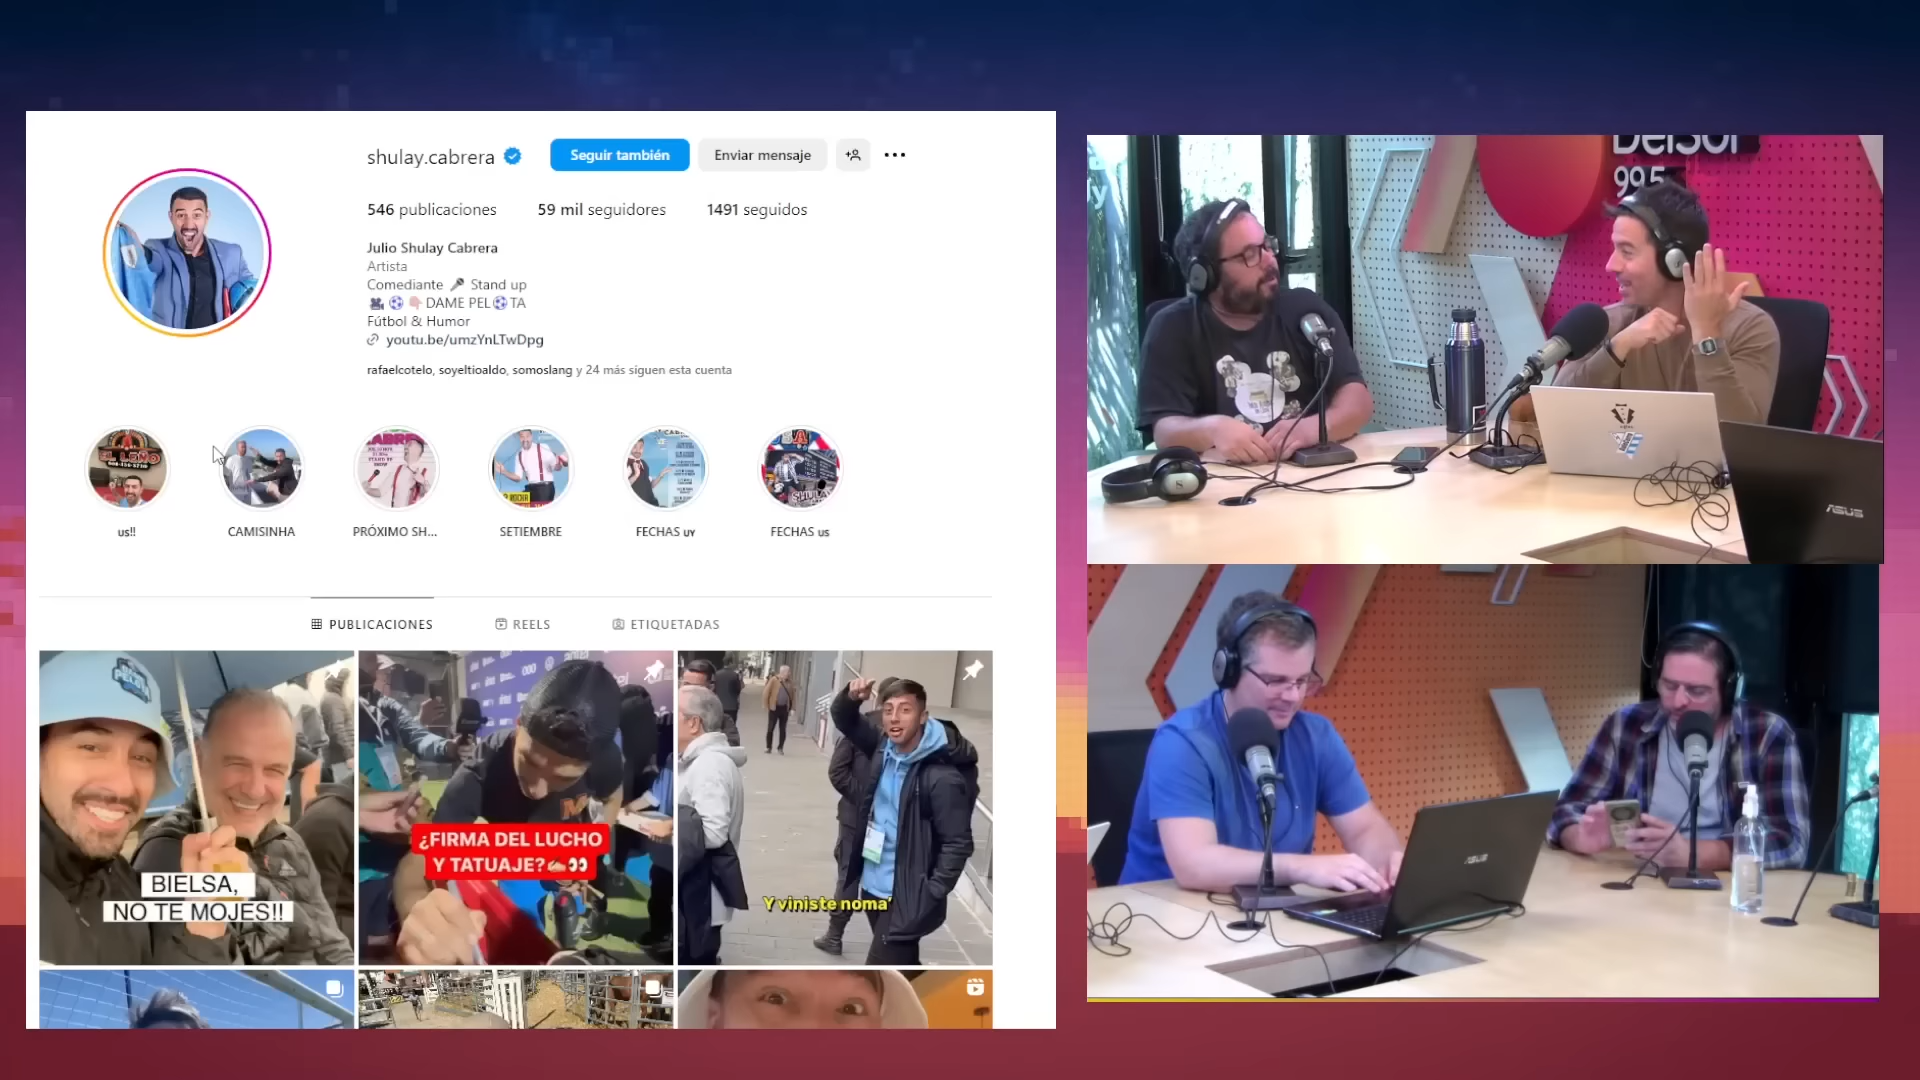 shulay.cabrera
Seguir también
Enviar mensaje
546 publicaciones
59 mil seguidores
1491 seguidos
Julio Shulay Cabrera
Artista
Comediante 🎤 Stand up
🎥⚽👇🏻DAME PEL⚽TA
Fútbol & Humor
youtu.be/umzYnLTwDpg
rafaelcotelo, soyeltioaldo, somoslang y 24 más siguen esta cuenta
EL LEÑO
us!!
CAMISINHA
PRÓXIMO SH...
SETIEMBRE
FECHAS UY
FECHAS US
PUBLICACIONES
REELS
ETIQUETADAS
BIELSA,
NO TE MOJES!!
¿FIRMA DEL LUCHO
Y TATUAJE?✍👀
Y viniste noma'
DelSol
99.5
ASUS
ASUS